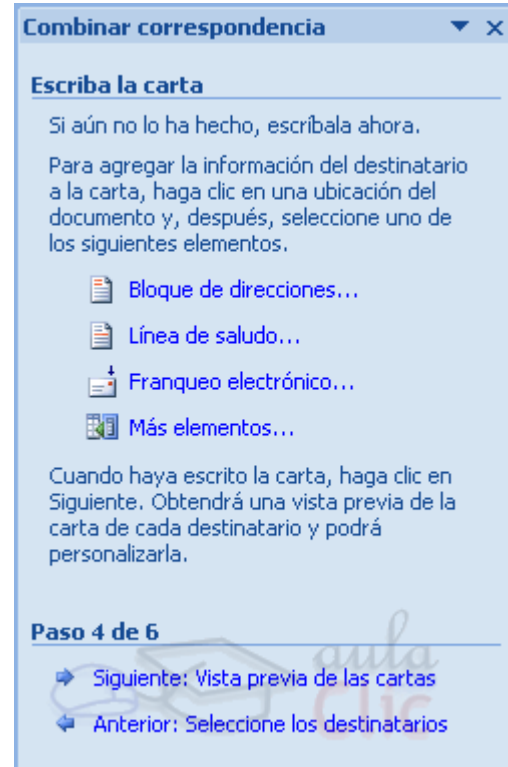 Combinar correspondencia
Escriba la carta
Si aún no lo ha hecho, escríbala ahora.
Para agregar la información del destinatario
a la carta, haga clic en una ubicación del
documento y, después, seleccione uno de
los siguientes elementos.
Bloque de direcciones...
Línea de saludo...
Franqueo electrónico...
Más elementos...
Cuando haya escrito la carta, haga clic en
Siguiente. Obtendrá una vista previa de la
carta de cada destinatario y podrá
personalizarla.
Paso 4 de 6
aula
Clic
Siguiente: Vista previa de las cartas
Anterior: Seleccione los destinatarios